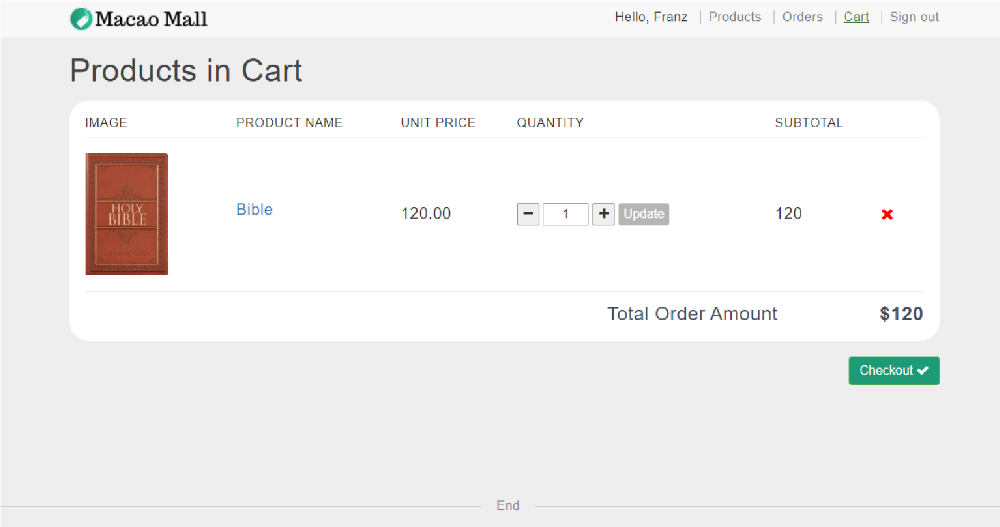 Macao Mall
Hello, Franz
Products
Orders
Cart
Sign out
Products in Cart
IMAGE
PRODUCT NAME
UNIT PRICE
QUANTITY
SUBTOTAL
HOLY
BIBLE
Bible
120.00
1
Update
120
Total Order Amount
$120
Checkout
End